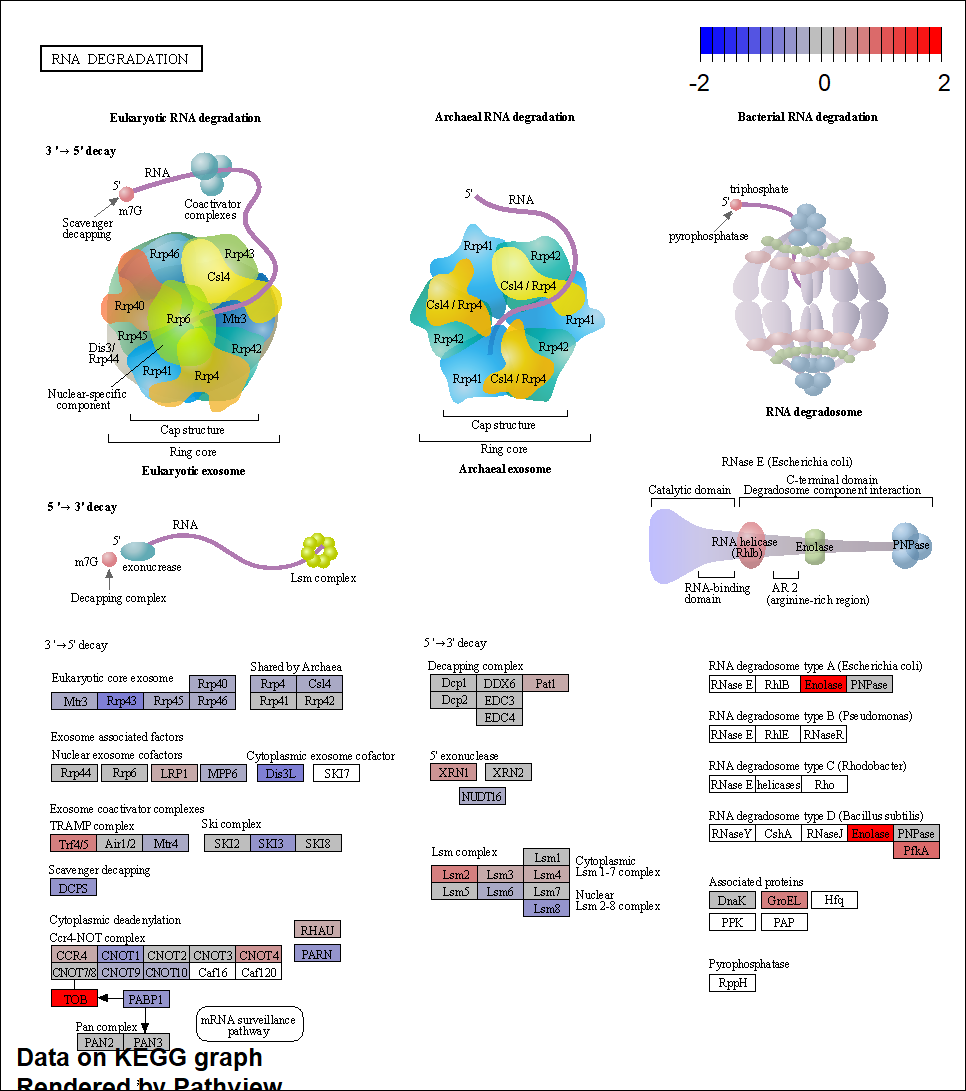 RNA DEGRADATION
-2 0 2
Eukaryotic RNA degradation
Archaeal RNA degradation
Bacterial RNA degradation
3 '→ 5' decay
RNA
5'
m7G
Scavenger
decapping
Coactivator
complexes
Rrp46
Rrp43
Csl4
Rrp40
Rrp6
Mtr3
Rrp45
Dis3/
Rrp44
Rrp42
Rrp41
Rrp4
Nuclear-specific
component
Cap structure
Ring core
Eukaryotic exosome
5'
RNA
Rrp41
Rrp42
Csl4 / Rrp4
Csl4 / Rrp4
Rrp41
Rrp42
Rrp42
Rrp41
Csl4 / Rrp4
Cap structure
Ring core
Archaeal exosome
triphosphate
5'
pyrophosphatase
RNA degradosome
RNase E (Escherichia coli)
C-terminal domain
Catalytic domain
Degradosome component interaction
RNA helicase
(Rhlb)
Enolase
PNPase
RNA-binding
domain
AR 2
(arginine-rich region)
5 '→ 3' decay
RNA
5'
m7G
exonucrease
Lsm complex
Decapping complex
3 '→5' decay
Eukaryotic core exosome
Shared by Archaea
Rrp40
Rrp4 Csl4
Mtr3 Rrp43 Rrp45 Rrp46
Rrp41 Rrp42
Exosome associated factors
Nuclear exosome cofactors
Cytoplasmic exosome cofactor
Rrp44 Rrp6 LRP1 MPP6
Dis3L SKI7
Exosome coactivator complexes
TRAMP complex
Ski complex
Trf4/5 Air1/2 Mtr4
SKI2 SKI3 SKI8
Scavenger decapping
DCPS
Cytoplasmic deadenylation
Ccr4-NOT complex
RHAU
CCR4 CNOT1 CNOT2 CNOT3 CNOT4
PARN
CNOT7/8 CNOT9 CNOT10 Caf16 Caf120
TOB
PABP1
Pan complex
PAN2 PAN3
mRNA surveillance
pathway
5 '→3' decay
Decapping complex
Dcp1 DDX6 Pat1
Dcp2 EDC3
EDC4
5' exonuclease
XRN1 XRN2
NUDT16
Lsm complex
Lsm1
Cytoplasmic
Lsm 1-7 complex
Lsm2 Lsm3 Lsm4
Lsm5 Lsm6 Lsm7
Nuclear
Lsm 2-8 complex
Lsm8
RNA degradosome type A (Escherichia coli)
RNase E RhlB Enolase PNPase
RNA degradosome type B (Pseudomonas)
RNase E RhlE RNaseR
RNA degradosome type C (Rhodobacter)
RNase E helicases Rho
RNA degradosome type D (Bacillus subtilis)
RNaseY CshA RNaseJ Enolase PNPase
PfkA
Associated proteins
DnaK GroEL Hfq
PPK PAP
Pyrophosphatase
RppH
Data on KEGG graph
Rendered by Pathview